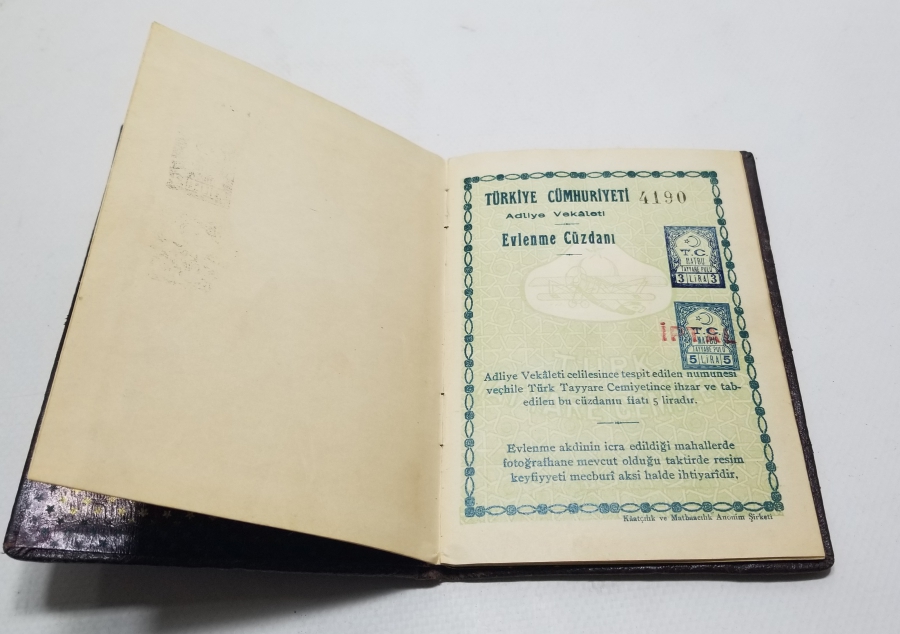 TÜRKİYE CÜMHURİYETİ 4190
Adliye Vekâleti
Evlenme Cüzdanı
T.C.
MATBU
TAYYARE PULU
3 LİRA 3
T.C.
TAYYARE PULU
5 LİRA 5
Adliye Vekâleti celilesince tespit edilen nümunesi
veçhile Türk Tayyare Cemiyetince ihzar ve tab-
edilen bu cüzdanın fiatı 5 liradır.
Evlenme akdinin icra edildiği mahallerde
fotoğrafhane mevcut olduğu taktirde resim
keyfiyyeti mecburî aksi halde ihtiyarîdir.
Kâatçılık ve Matbaacılık Anonim Şirketi